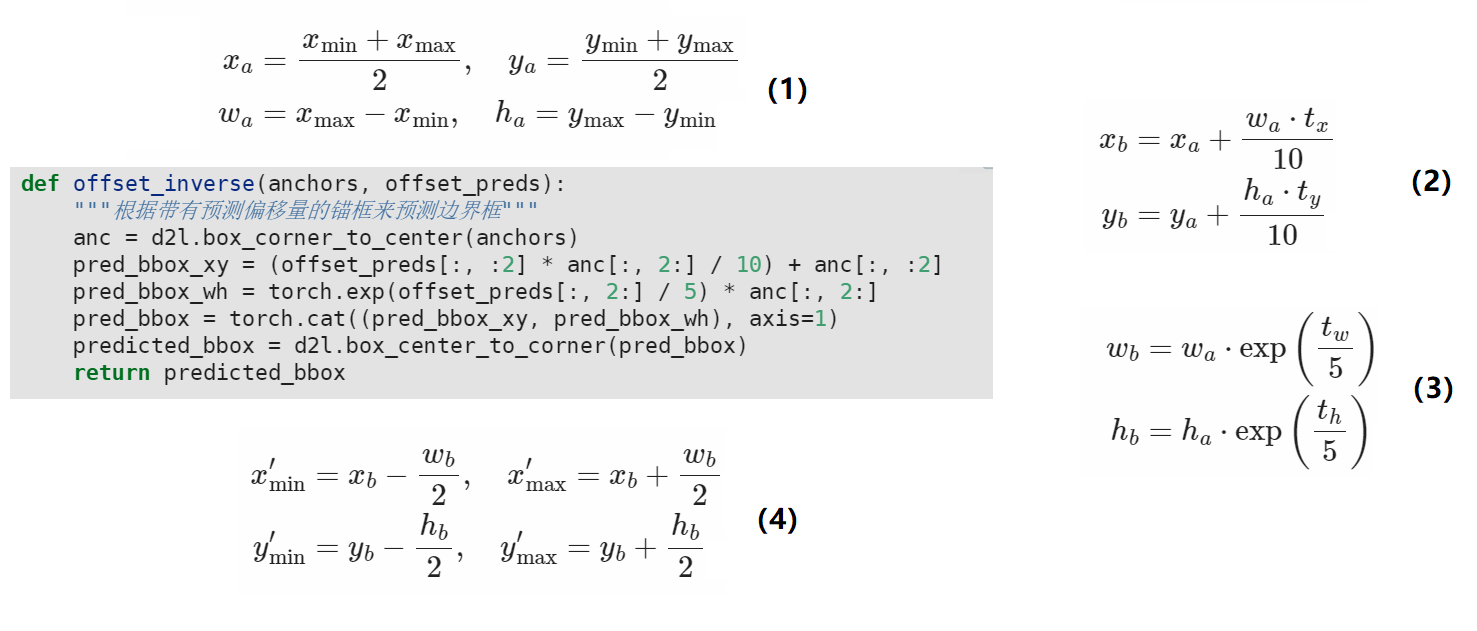 x_a = \frac{x_{\min} + x_{\max}}{2}, \quad y_a = \frac{y_{\min} + y_{\max}}{2}
w_a = x_{\max} - x_{\min}, \quad h_a = y_{\max} - y_{\min}
(1)
def offset_inverse(anchors, offset_preds):
    """根据带有预测偏移量的锚框来预测边界框"""
    anc = d2l.box_corner_to_center(anchors)
    pred_bbox_xy = (offset_preds[:, :2] * anc[:, 2:] / 10) + anc[:, :2]
    pred_bbox_wh = torch.exp(offset_preds[:, 2:] / 5) * anc[:, 2:]
    pred_bbox = torch.cat((pred_bbox_xy, pred_bbox_wh), axis=1)
    predicted_bbox = d2l.box_center_to_corner(pred_bbox)
    return predicted_bbox
x_b = x_a + \frac{w_a \cdot t_x}{10}
y_b = y_a + \frac{h_a \cdot t_y}{10}
(2)
w_b = w_a \cdot \exp\left(\frac{t_w}{5}\right)
h_b = h_a \cdot \exp\left(\frac{t_h}{5}\right)
(3)
x'_{\min} = x_b - \frac{w_b}{2}, \quad x'_{\max} = x_b + \frac{w_b}{2}
y'_{\min} = y_b - \frac{h_b}{2}, \quad y'_{\max} = y_b + \frac{h_b}{2}
(4)